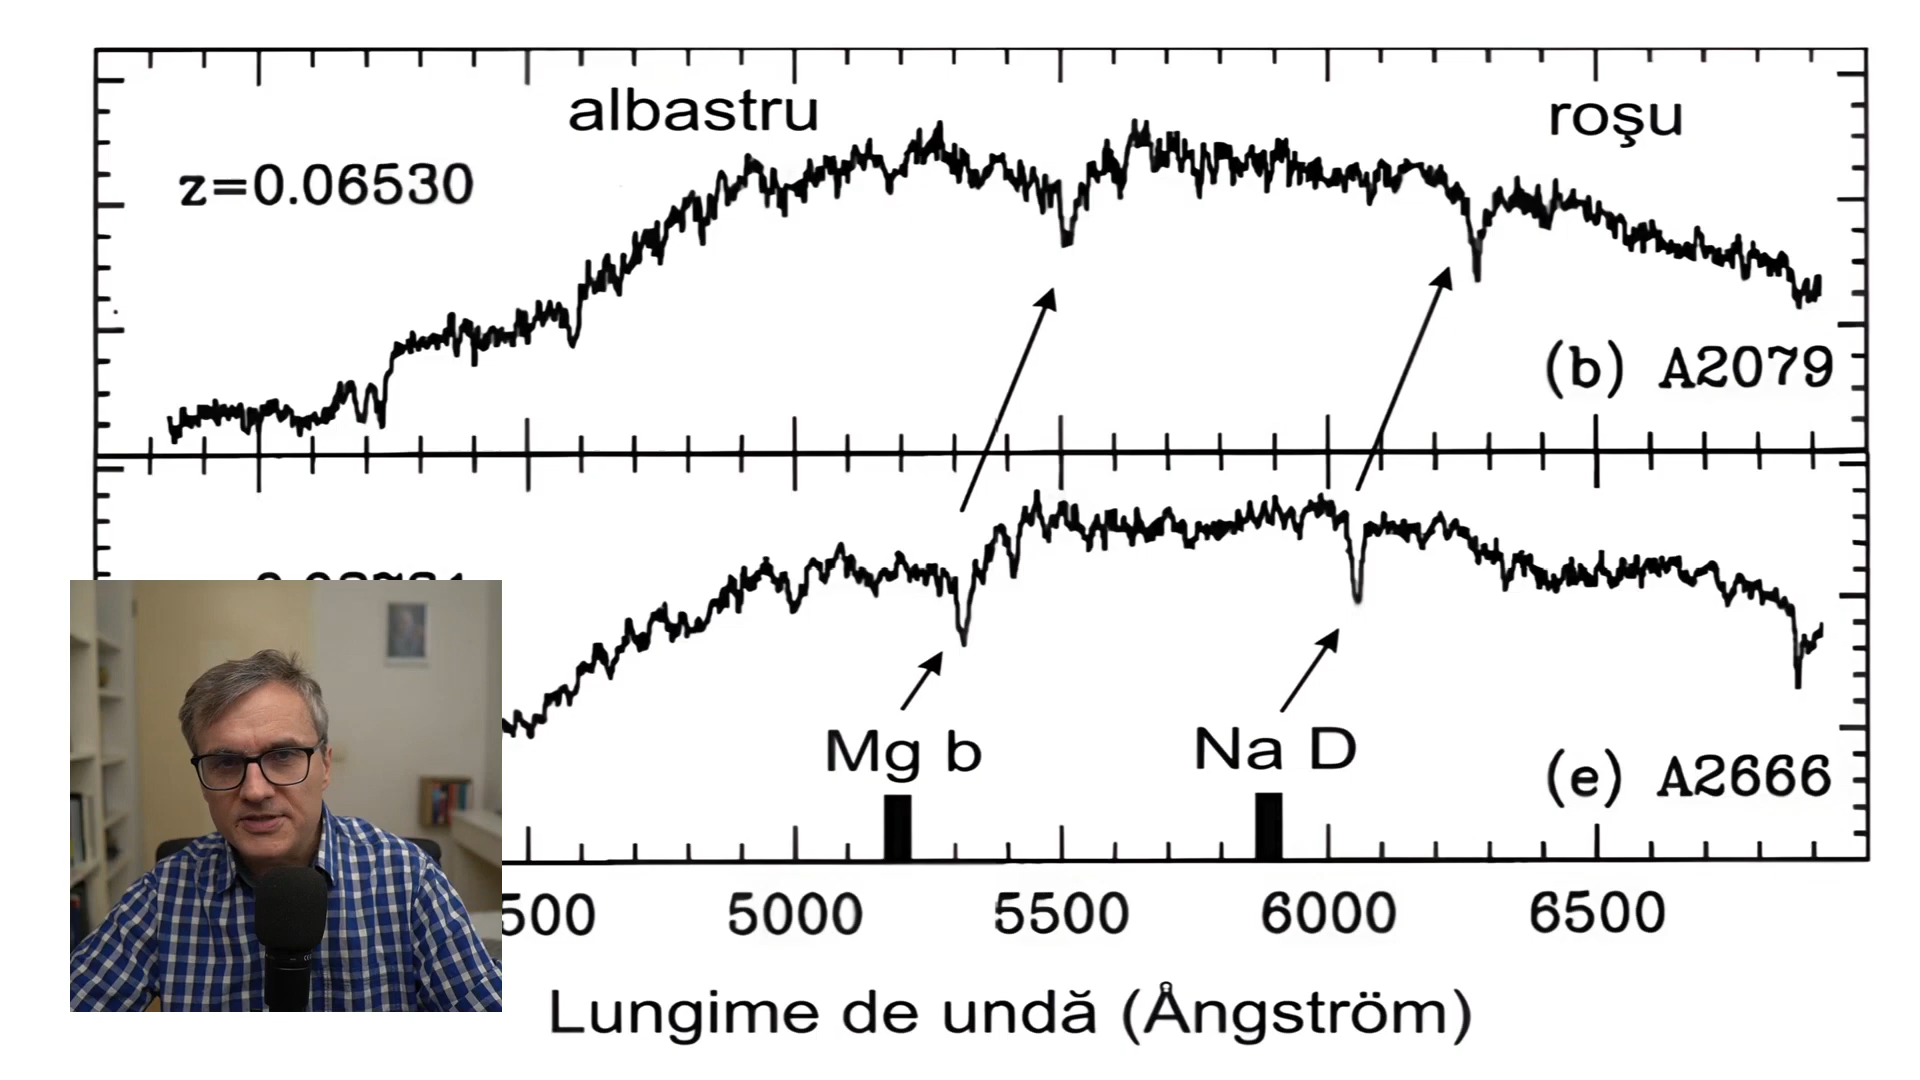 albastru
roşu
z=0.06530
(b) A2079
Mg b
Na D
(e) A2666
500
5000
5500
6000
6500
Lungime de undă (Ångström)